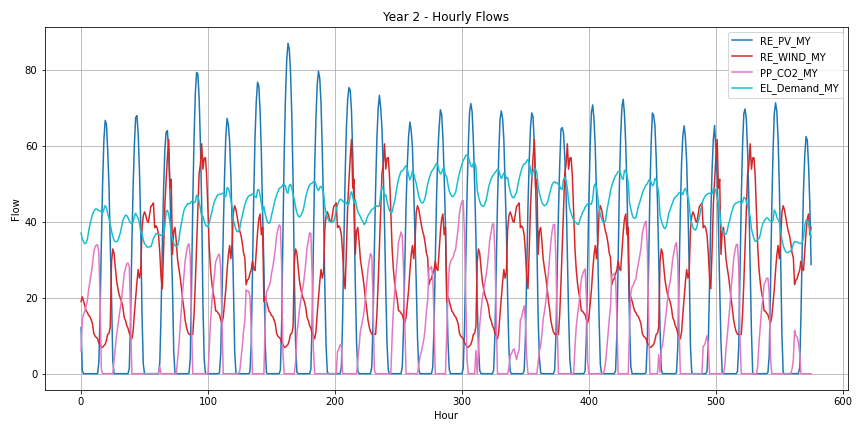 Year 2 - Hourly Flows
RE_PV_MY
RE_WIND_MY
PP_CO2_MY
EL_Demand_MY
Flow
80
60
40
20
0
0 100 200 300 400 500 600
Hour